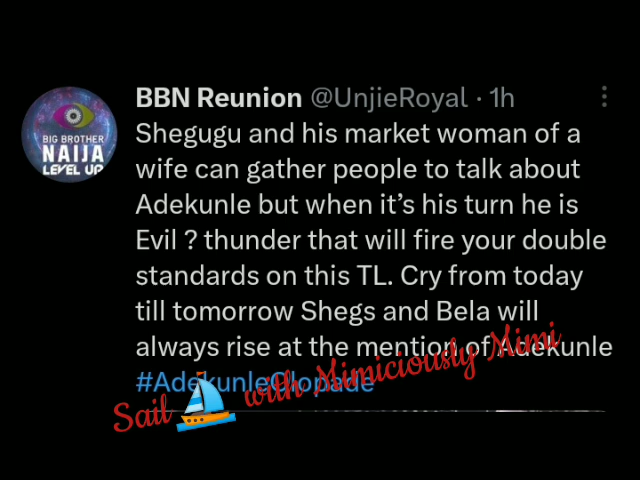 BBN Reunion @UnjieRoyal · 1h
BIG BROTHER
NAIJA
LEVEL UP
Shegugu and his market woman of a
wife can gather people to talk about
Adekunle but when it’s his turn he is
Evil ? thunder that will fire your double
standards on this TL. Cry from today
till tomorrow Shegs and Bela will
always rise at the mention of Adekunle
#AdekunleOlopade
Sail ⛵ with Mimiciously Mimi